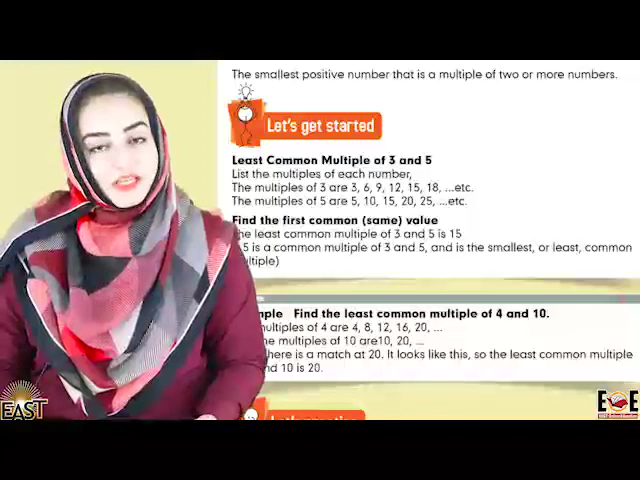 The smallest positive number that is a multiple of two or more numbers.
Let's get started
Least Common Multiple of 3 and 5
List the multiples of each number,
The multiples of 3 are 3, 6, 9, 12, 15, 18, ...etc.
The multiples of 5 are 5, 10, 15, 20, 25, ...etc.
Find the first common (same) value
he least common multiple of 3 and 5 is 15
5 is a common multiple of 3 and 5, and is the smallest, or least, common
ultiple)
mple Find the least common multiple of 4 and 10.
ultiples of 4 are 4, 8, 12, 16, 20, ...
he multiples of 10 are10, 20, ...
here is a match at 20. It looks like this, so the least common multiple
nd 10 is 20.
EAST
E E